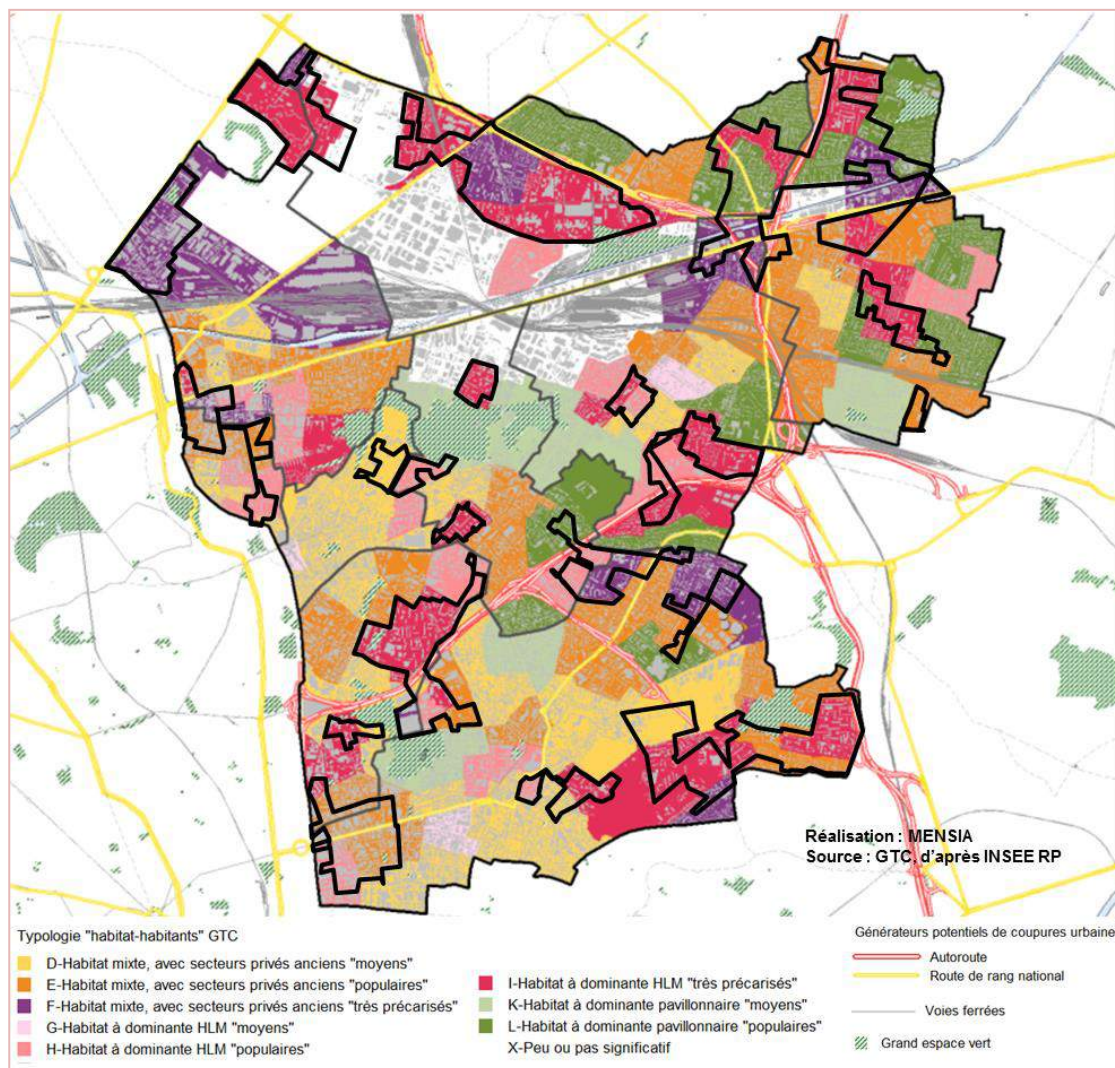 Réalisation : MENSIA
Source : GTC, d'après INSEE RP
Typologie "habitat-habitants" GTC
D-Habitat mixte, avec secteurs privés anciens "moyens"
E-Habitat mixte, avec secteurs privés anciens "populaires"
F-Habitat mixte, avec secteurs privés anciens "très précarisés"
G-Habitat à dominante HLM "moyens"
H-Habitat à dominante HLM "populaires"
I-Habitat à dominante HLM "très précarisés"
K-Habitat à dominante pavillonnaire "moyens"
L-Habitat à dominante pavillonnaire "populaires"
X-Peu ou pas significatif
Générateurs potentiels de coupures urbaine
Autoroute
Route de rang national
Voies ferrées
Grand espace vert